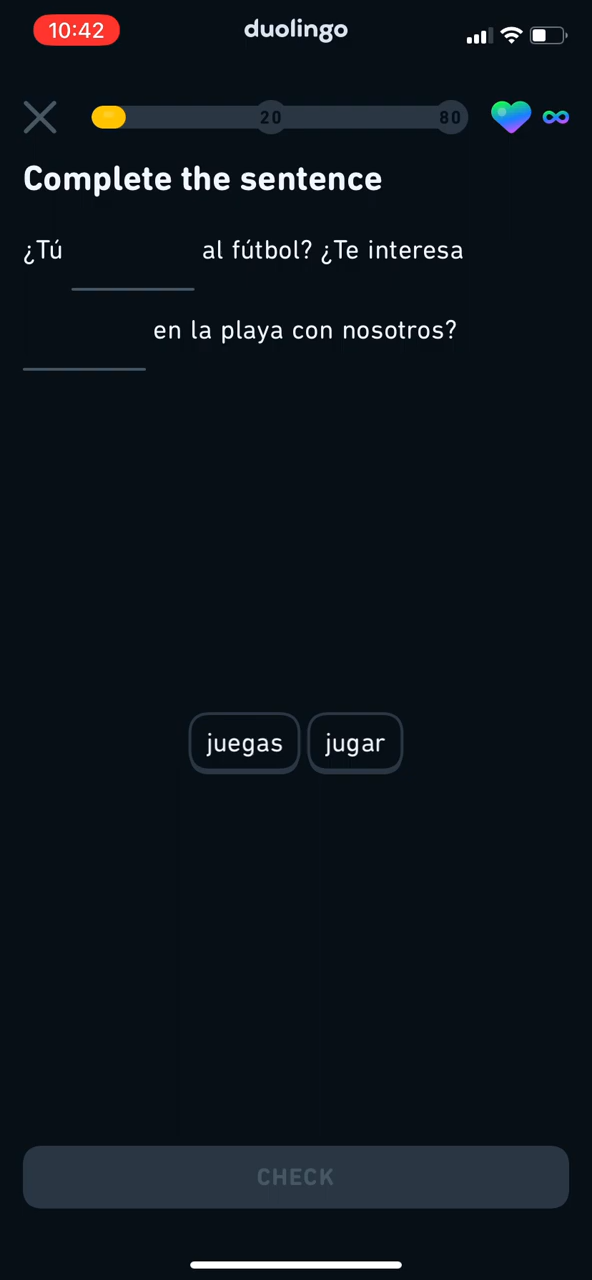 10:42
duolingo
20
80
Complete the sentence
¿Tú al fútbol? ¿Te interesa
en la playa con nosotros?
juegas
jugar
CHECK